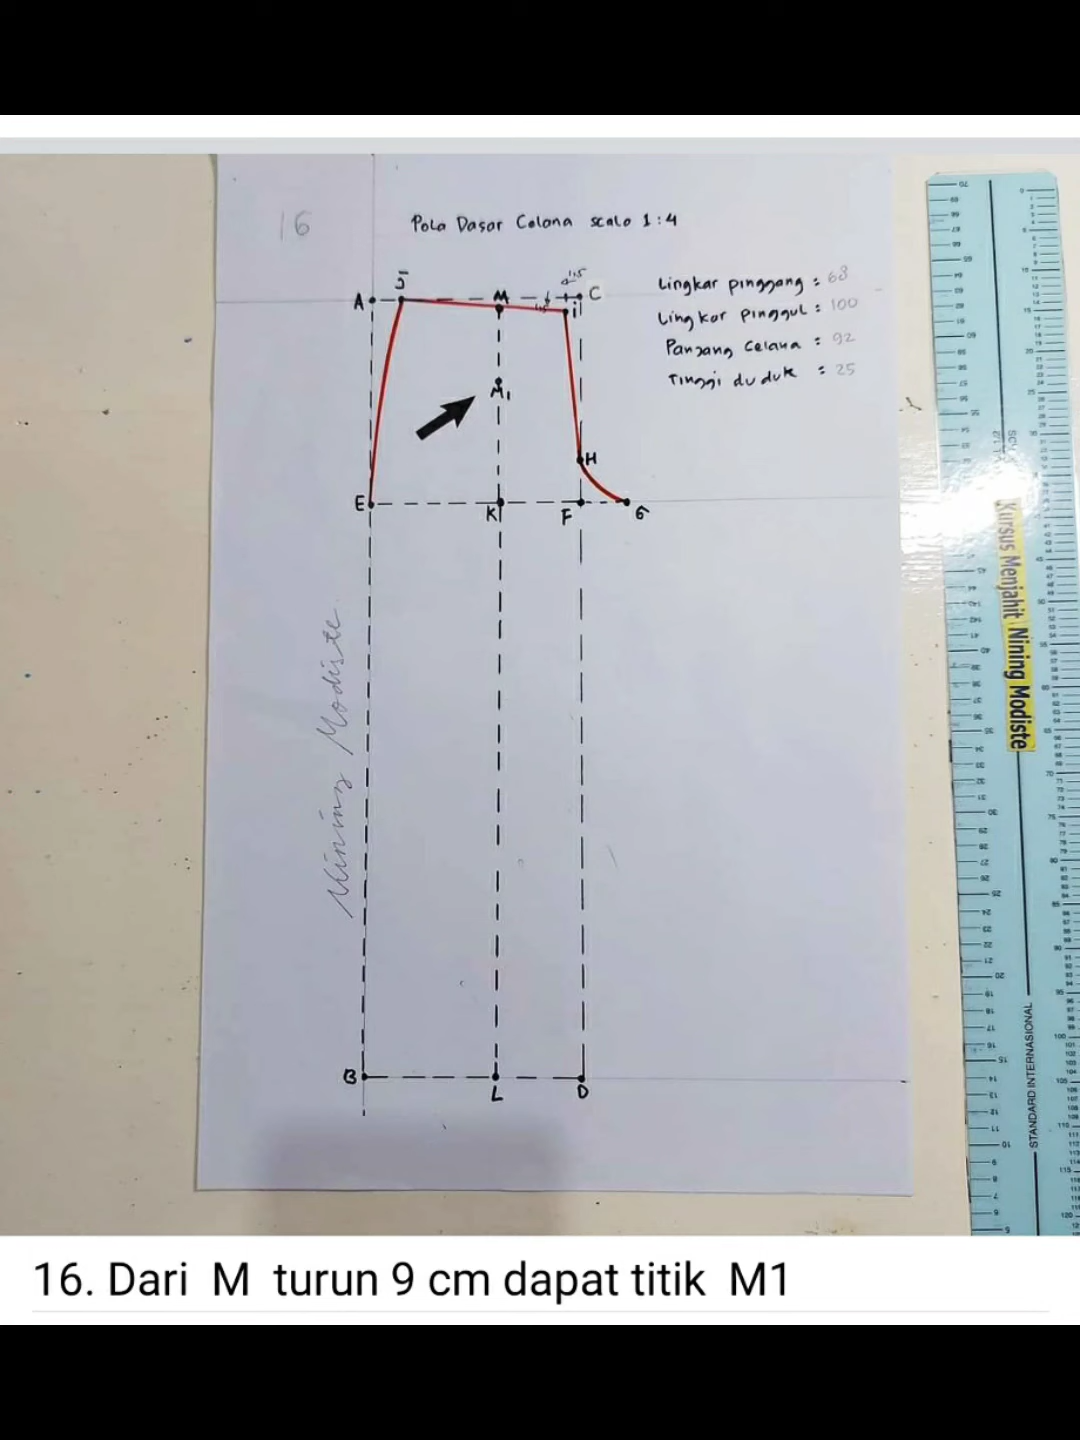 16
Pola Dasar Celana scala 1:4
Lingkar pinggang : 68
Lingkar Pinggul : 100
Panjang Celana : 92
Tinggi duduk : 25
J
A
M
1,5
C
i
M1
H
E
K
F
G
Nining Modiste
B
L
D
Kursus Menjahit Nining Modiste
STANDARD INTERNASIONAL
16. Dari M turun 9 cm dapat titik M1